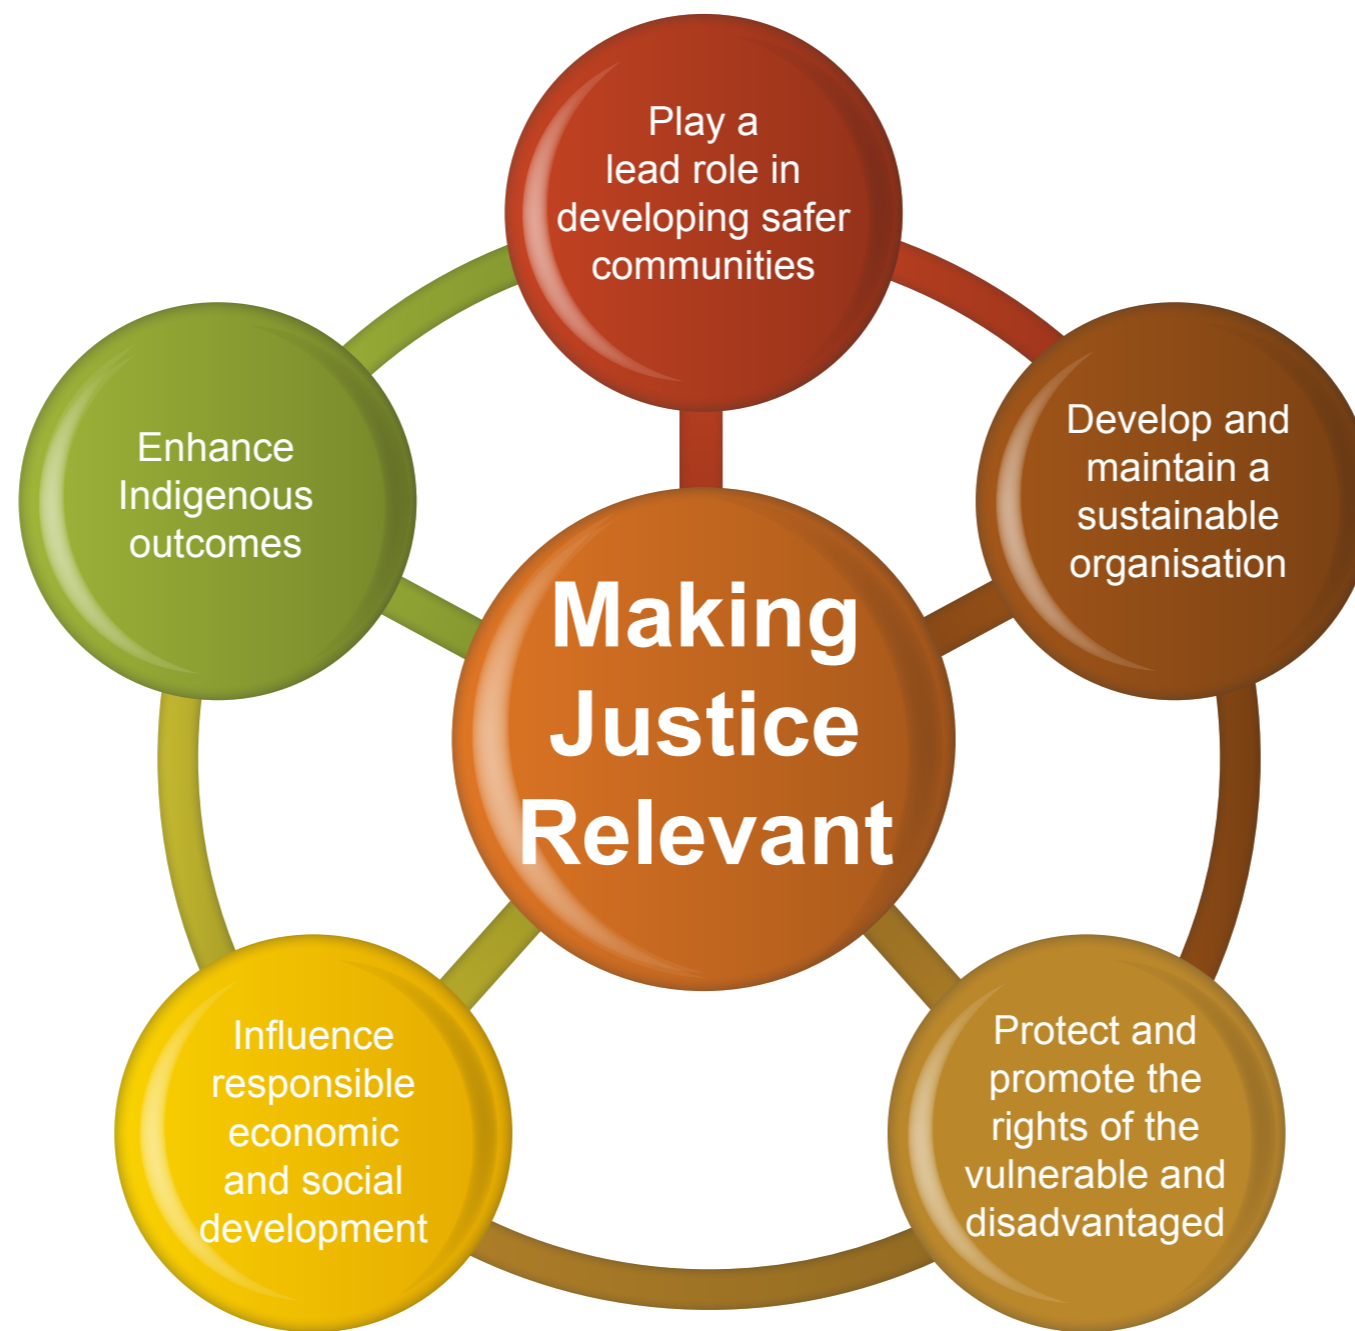 Play a
lead role in
developing safer
communities
Develop and
maintain a
sustainable
organisation
Enhance
Indigenous
outcomes
Making
Justice
Relevant
Influence
responsible
economic
and social
development
Protect and
promote the
rights of the
vulnerable and
disadvantaged